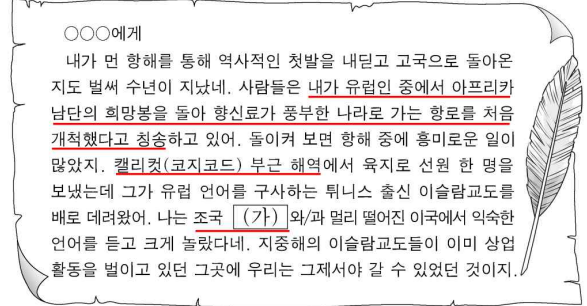 ○○○에게
내가 먼 항해를 통해 역사적인 첫발을 내딛고 고국으로 돌아온
지도 벌써 수년이 지났네. 사람들은 내가 유럽인 중에서 아프리카
남단의 희망봉을 돌아 향신료가 풍부한 나라로 가는 항로를 처음
개척했다고 칭송하고 있어. 돌이켜 보면 항해 중에 흥미로운 일이
많았지. 캘리컷(코지코드) 부근 해역에서 육지로 선원 한 명을
보냈는데 그가 유럽 언어를 구사하는 튀니스 출신 이슬람교도를
배로 데려왔어. 나는 조국 (가) 와/과 멀리 떨어진 이국에서 익숙한
언어를 듣고 크게 놀랐다네. 지중해의 이슬람교도들이 이미 상업
활동을 벌이고 있던 그곳에 우리는 그제서야 갈 수 있었던 것이지.